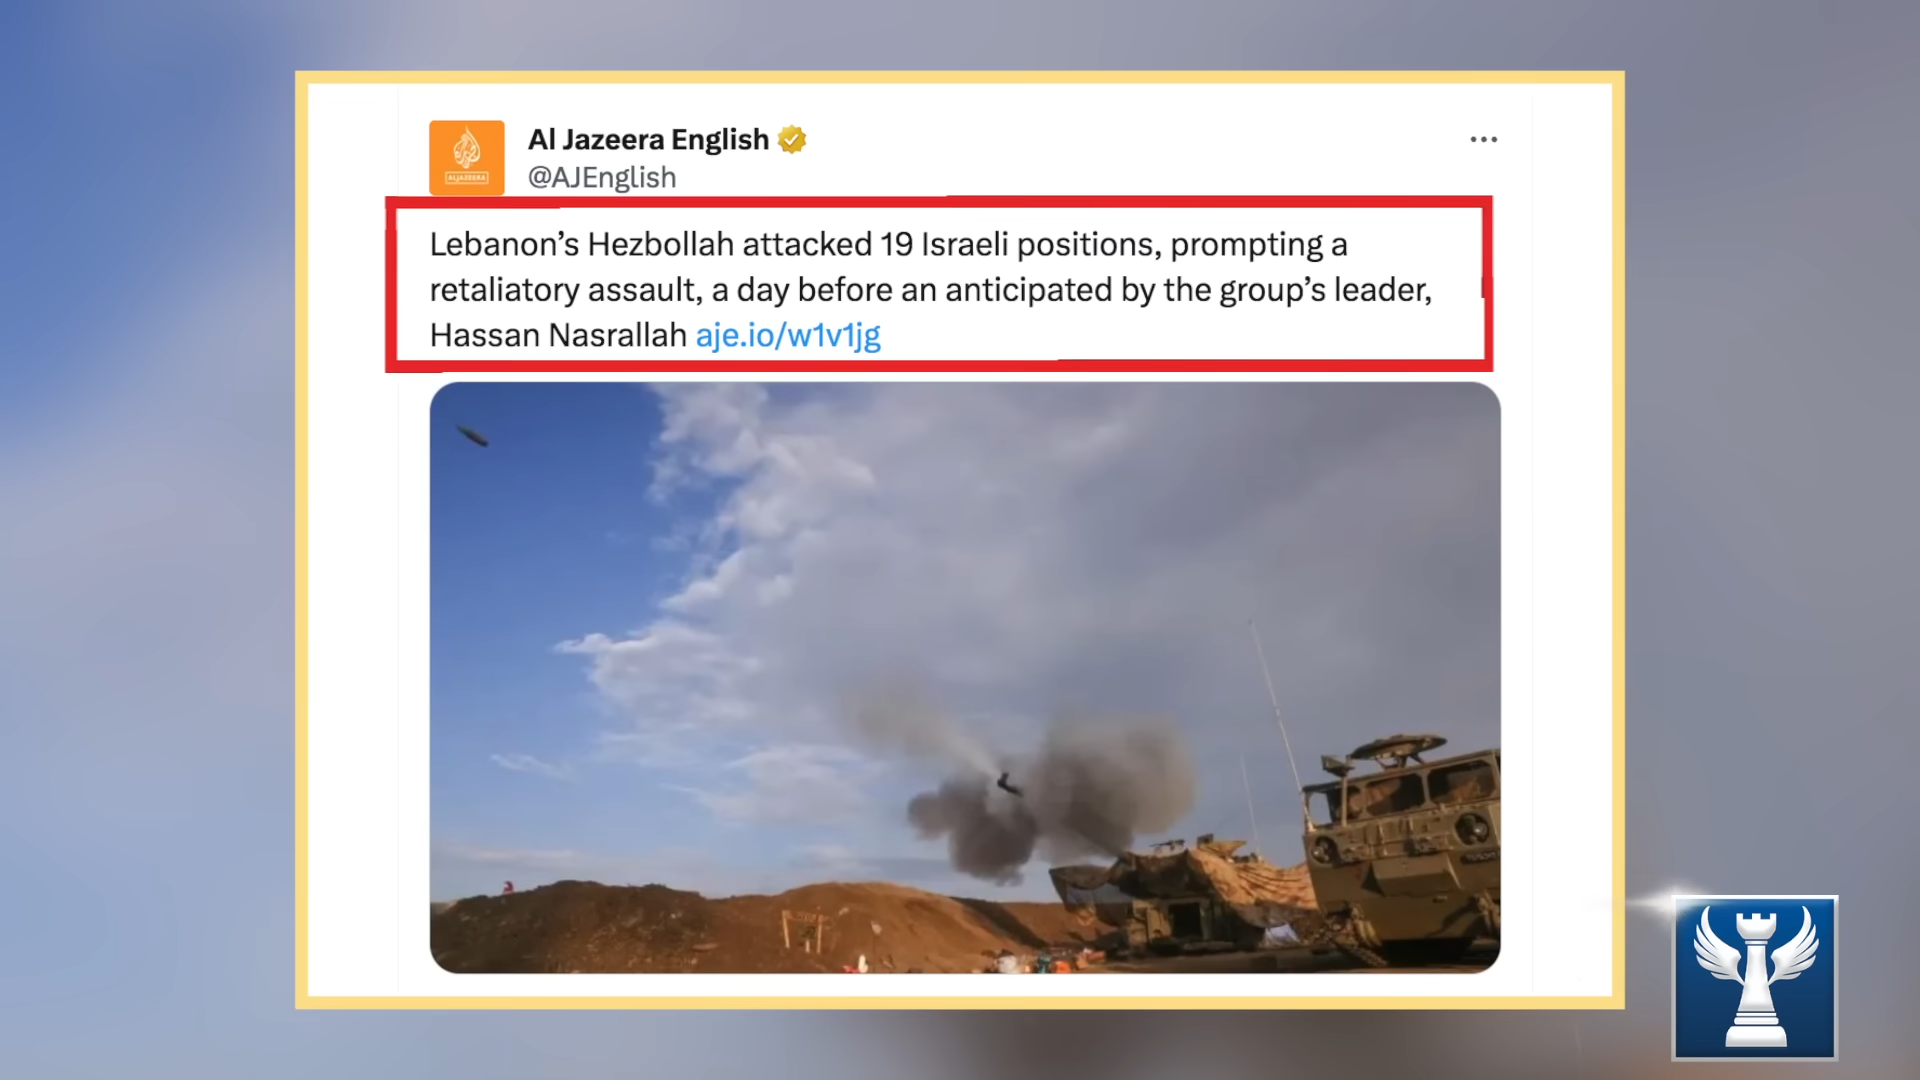 Al Jazeera English
@AJEnglish
Lebanon’s Hezbollah attacked 19 Israeli positions, prompting a
retaliatory assault, a day before an anticipated by the group’s leader,
Hassan Nasrallah aje.io/w1v1jg
ALJAZEERA